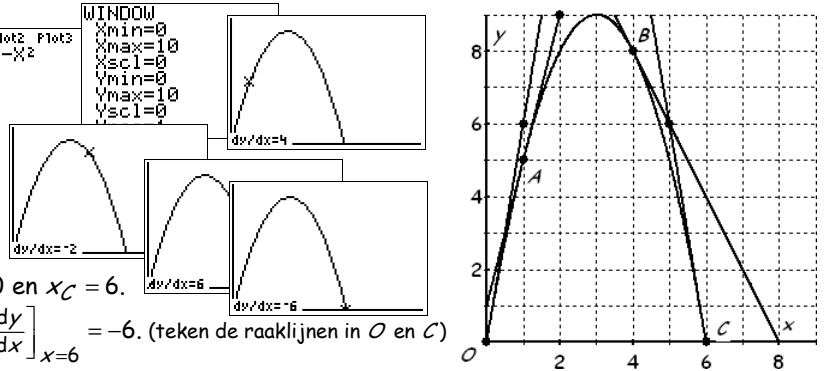 Plot2 Plot3
-X²
WINDOW
Xmin=0
Xmax=10
Xscl=0
Ymin=0
Ymax=10
Yscl=0
dy/dx=4
dy/dx=-2
dy/dx=6
dy/dx=-6
en x_C = 6.
dy/dx]_{x=6} = -6. (teken de raaklijnen in O en C)
y
B
8
6
A
4
2
C
x
O
2 4 6 8